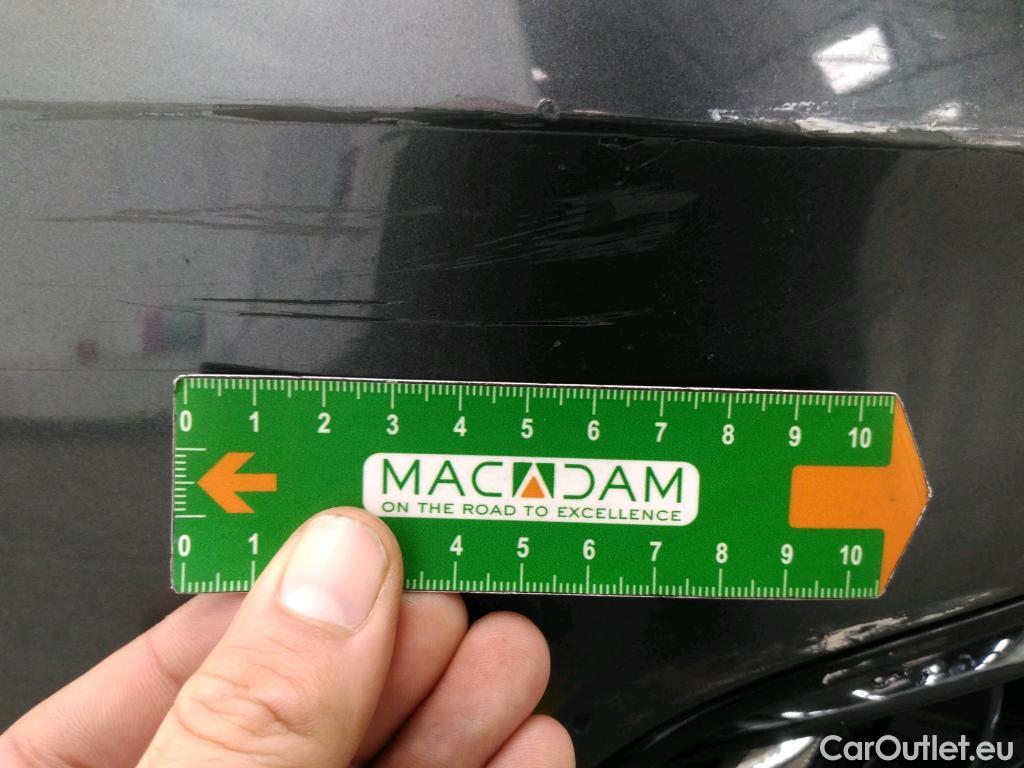 0 1 2 3 4 5 6 7 8 9 10
MACADAM
ON THE ROAD TO EXCELLENCE
0 1 4 5 6 7 8 9 10
CarOutlet.eu